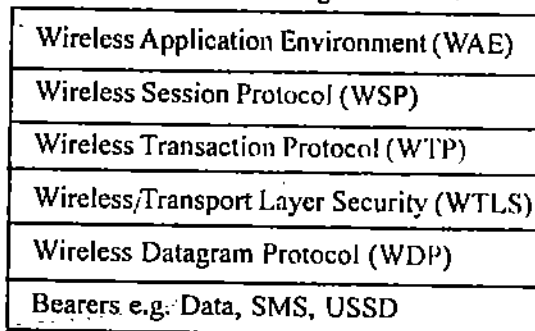 Wireless Application Environment (WAE)
Wireless Session Protocol (WSP)
Wireless Transaction Protocol (WTP)
Wireless/Transport Layer Security (WTLS)
Wireless Datagram Protocol (WDP)
Bearers e.g. Data, SMS, USSD